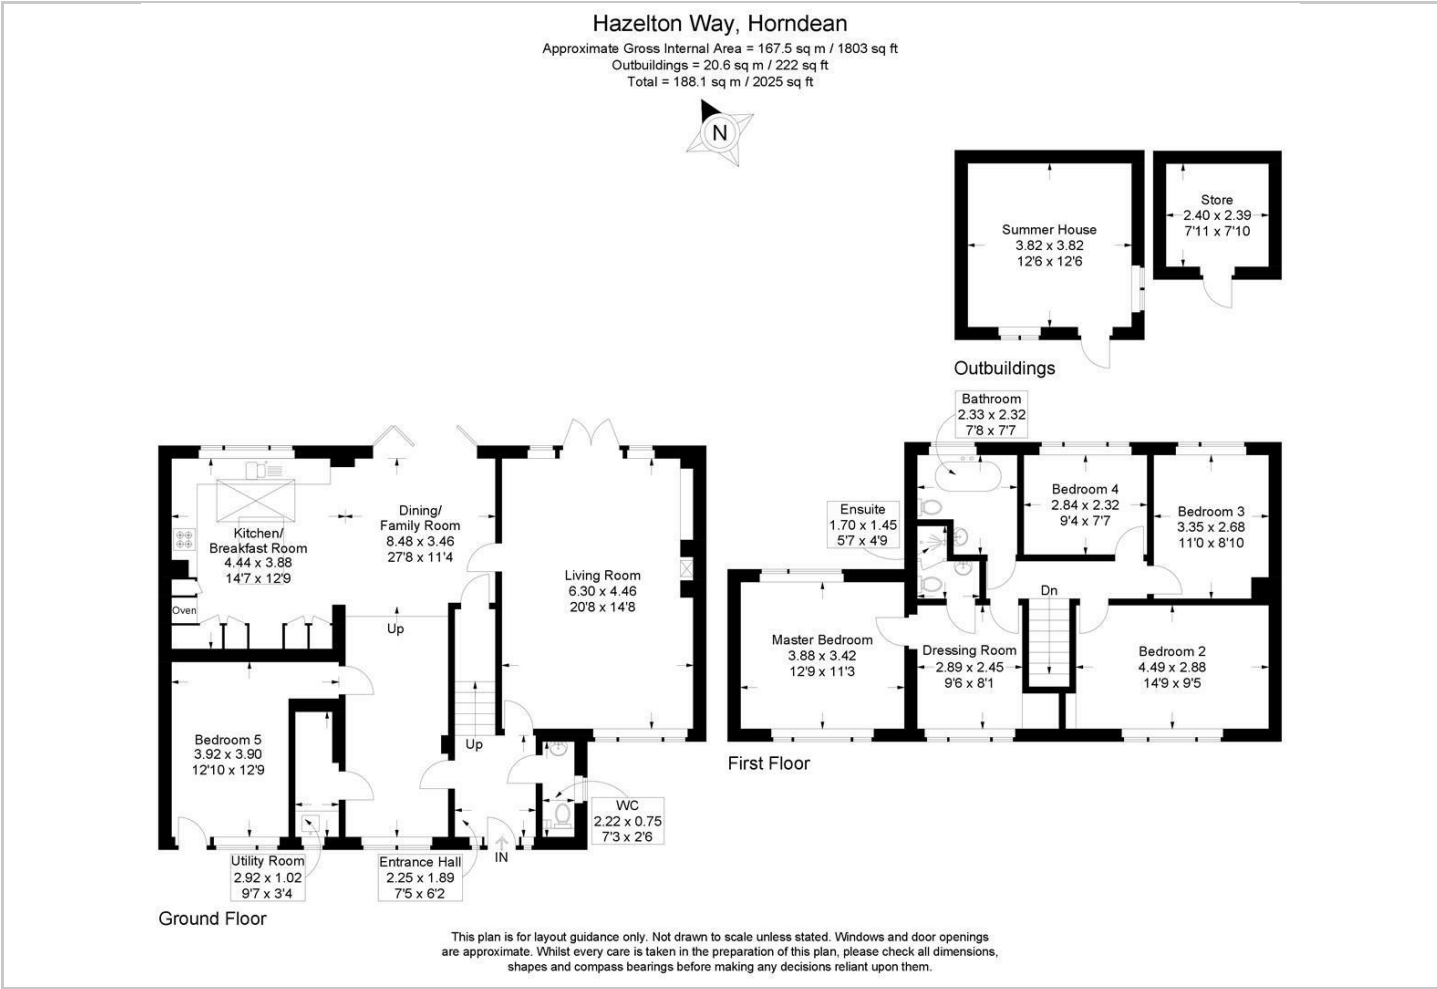 Hazelton Way, Horndean
Approximate Gross Internal Area = 167.5 sq m / 1803 sq ft
Outbuildings = 20.6 sq m / 222 sq ft
Total = 188.1 sq m / 2025 sq ft
N
Summer House
3.82 x 3.82
12'6 x 12'6
Store
2.40 x 2.39
7'11 x 7'10
Outbuildings
Kitchen/
Breakfast Room
4.44 x 3.88
14'7 x 12'9
Oven
Dining/
Family Room
8.48 x 3.46
27'8 x 11'4
Up
Living Room
6.30 x 4.46
20'8 x 14'8
Bedroom 5
3.92 x 3.90
12'10 x 12'9
Up
IN
WC
2.22 x 0.75
7'3 x 2'6
Utility Room
2.92 x 1.02
9'7 x 3'4
Entrance Hall
2.25 x 1.89
7'5 x 6'2
Ground Floor
Bathroom
2.33 x 2.32
7'8 x 7'7
Ensuite
1.70 x 1.45
5'7 x 4'9
Bedroom 4
2.84 x 2.32
9'4 x 7'7
Bedroom 3
3.35 x 2.68
11'0 x 8'10
Dn
Master Bedroom
3.88 x 3.42
12'9 x 11'3
Dressing Room
2.89 x 2.45
9'6 x 8'1
Bedroom 2
4.49 x 2.88
14'9 x 9'5
First Floor
This plan is for layout guidance only. Not drawn to scale unless stated. Windows and door openings
are approximate. Whilst every care is taken in the preparation of this plan, please check all dimensions,
shapes and compass bearings before making any decisions reliant upon them.